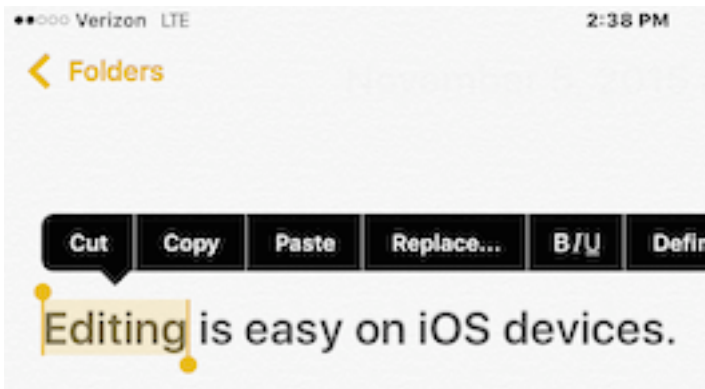 Verizon LTE 2:38 PM
Folders
Cut Copy Paste Replace... BIU
Editing is easy on iOS devices.